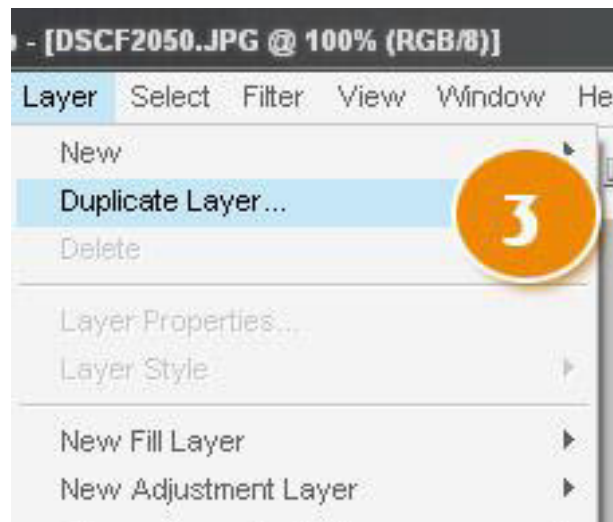 - [DSCF2050.JPG @ 100% (RGB/8)]
Layer Select Filter View Window He
New
Duplicate Layer...
3
Delete
Layer Properties...
Layer Style
New Fill Layer
New Adjustment Layer